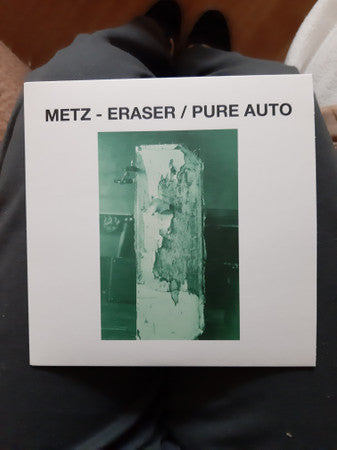 METZ - ERASER / PURE AUTO